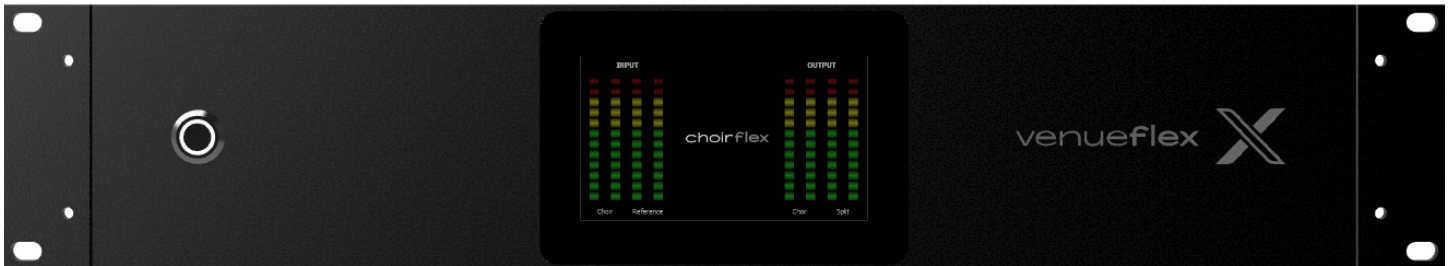 INPUT
OUTPUT
choirflex
venueflex X
Choir
Reference
Choir
Split